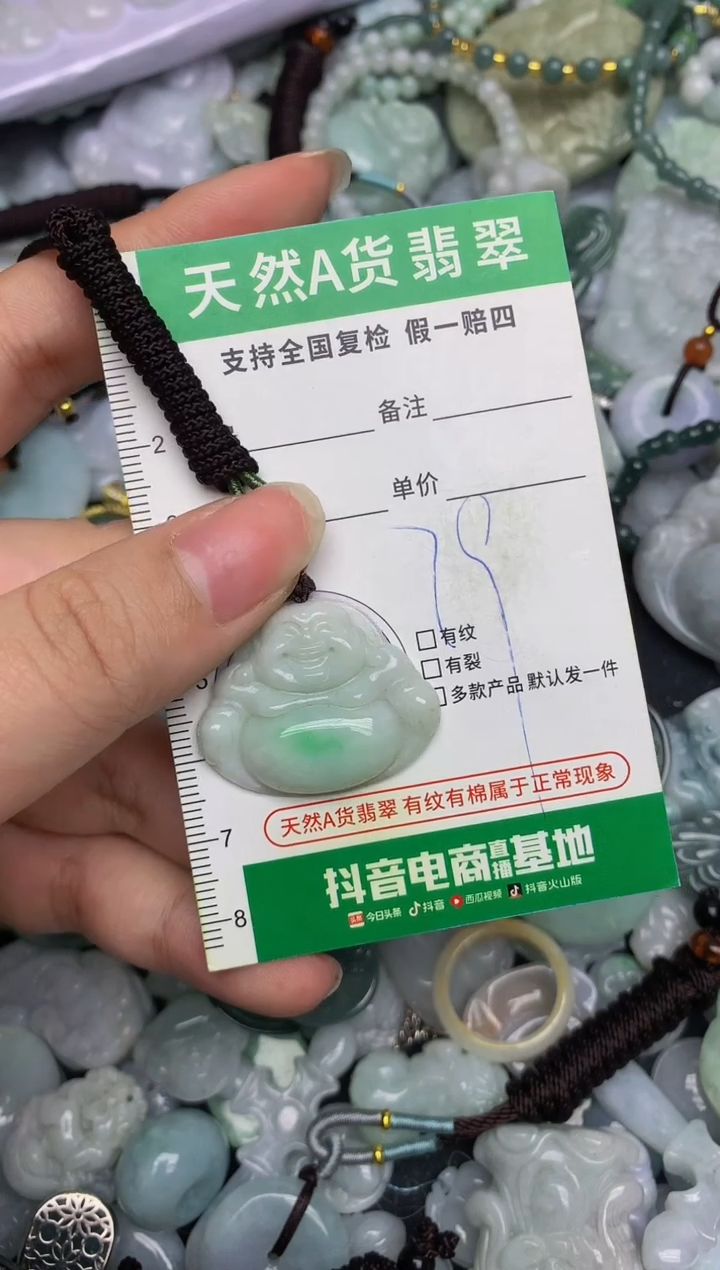 天然A货翡翠
支持全国复检 假一赔四
2
备注
单价
有纹
有裂
5
多款产品 默认发一件
天然A货翡翠 有纹有棉属于正常现象
7
抖音电商直播基地
头条 今日头条 抖音 西瓜视频 抖音火山版
8